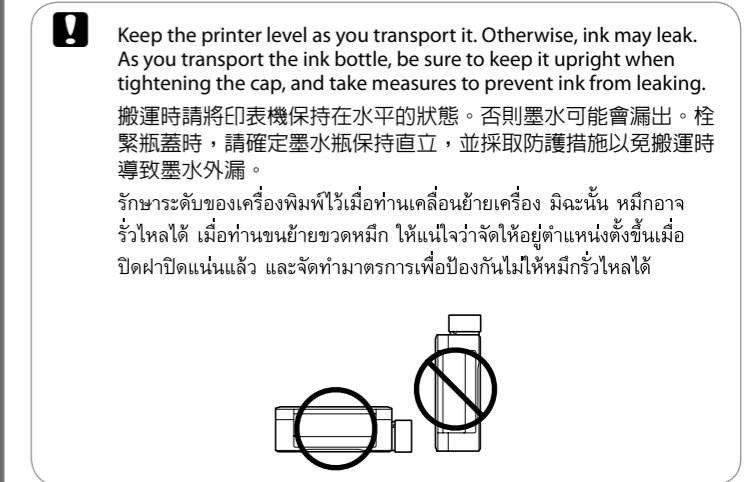 Keep the printer level as you transport it. Otherwise, ink may leak.
As you transport the ink bottle, be sure to keep it upright when
tightening the cap, and take measures to prevent ink from leaking.
搬運時請將印表機保持在水平的狀態。否則墨水可能會漏出。栓
緊瓶蓋時，請確定墨水瓶保持直立，並採取防護措施以免搬運時
導致墨水外漏。
รักษาระดับของเครื่องพิมพ์ไว้เมื่อท่านเคลื่อนย้ายเครื่อง มิฉะนั้น หมึกอาจ
รั่วไหลได้ เมื่อท่านขนย้ายขวดหมึก ให้แน่ใจว่าจัดให้อยู่ตำแหน่งตั้งขึ้นเมื่อ
ปิดฝาปิดแน่นแล้ว และจัดทำมาตรการเพื่อป้องกันไม่ให้หมึกรั่วไหลได้